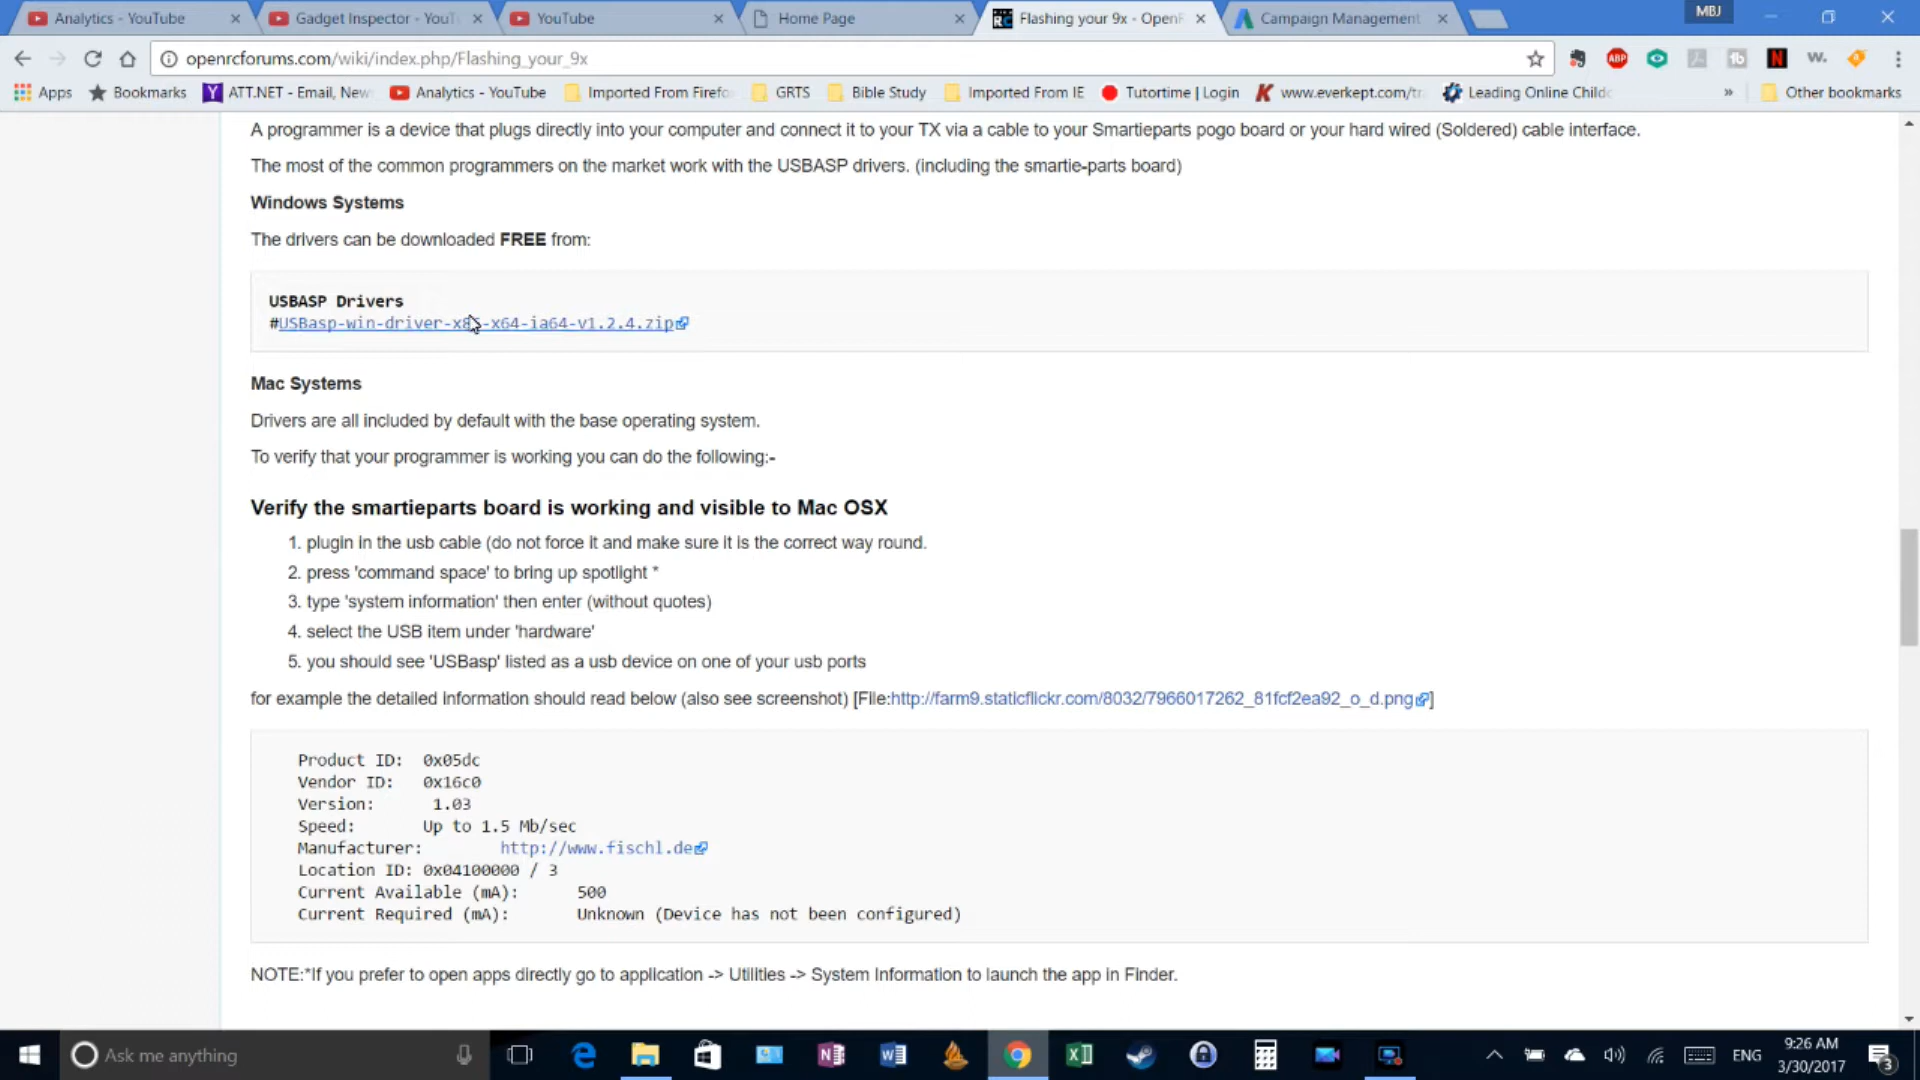 Analytics - YouTube
Gadget Inspector - YouT
YouTube
Home Page
Flashing your 9x - OpenR
Campaign Management
MBJ
openrcforums.com/wiki/index.php/Flashing_your_9x
Apps
Bookmarks
ATT.NET - Email, New
Analytics - YouTube
Imported From Firefo
GRTS
Bible Study
Imported From IE
Tutortime | Login
www.everkept.com/tr
Leading Online Child
»
Other bookmarks
A programmer is a device that plugs directly into your computer and connect it to your TX via a cable to your Smartieparts pogo board or your hard wired (Soldered) cable interface.
The most of the common programmers on the market work with the USBASP drivers. (including the smartie-parts board)
Windows Systems
The drivers can be downloaded FREE from:
USBASP Drivers
#USBasp-win-driver-x86-x64-ia64-v1.2.4.zip
Mac Systems
Drivers are all included by default with the base operating system.
To verify that your programmer is working you can do the following:-
Verify the smartieparts board is working and visible to Mac OSX
1. plugin in the usb cable (do not force it and make sure it is the correct way round.
2. press 'command space' to bring up spotlight *
3. type 'system information' then enter (without quotes)
4. select the USB item under 'hardware'
5. you should see 'USBasp' listed as a usb device on one of your usb ports
for example the detailed information should read below (also see screenshot) [File:http://farm9.staticflickr.com/8032/7966017262_81fcf2ea92_o_d.png]
Product ID: 0x05dc
Vendor ID: 0x16c0
Version: 1.03
Speed: Up to 1.5 Mb/sec
Manufacturer: http://www.fischl.de
Location ID: 0x04100000 / 3
Current Available (mA): 500
Current Required (mA): Unknown (Device has not been configured)
NOTE:*If you prefer to open apps directly go to application -> Utilities -> System Information to launch the app in Finder.
Ask me anything
ENG
9:26 AM
3/30/2017
3